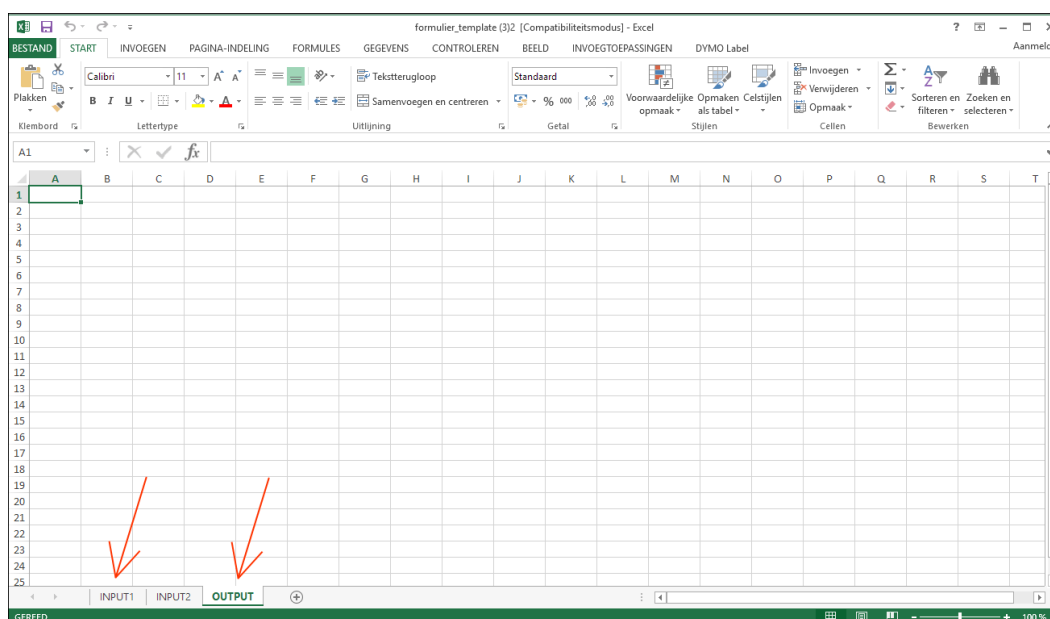 formulier_template (3)2 [Compatibiliteitsmodus] - Excel
BESTAND START INVOEGEN PAGINA-INDELING FORMULES GEGEVENS CONTROLEREN BEELD INVOEGTOEPASSINGEN DYMO Label
Plakken
Klembord
Calibri 11
B I U
Lettertype
Tekstterugloop
Samenvoegen en centreren
Uitlijning
Standaard
% 000
Getal
Voorwaardelijke opmaak
Opmaken als tabel
Celstijlen
Stijlen
Invoegen
Verwijderen
Opmaak
Cellen
Sorteren en filteren
Zoeken en selecteren
Bewerken
A1 fx
A B C D E F G H I J K L M N O P Q R S T
1
2
3
4
5
6
7
8
9
10
11
12
13
14
15
16
17
18
19
20
21
22
23
24
25
INPUT1 INPUT2 OUTPUT
GEREED 100 %